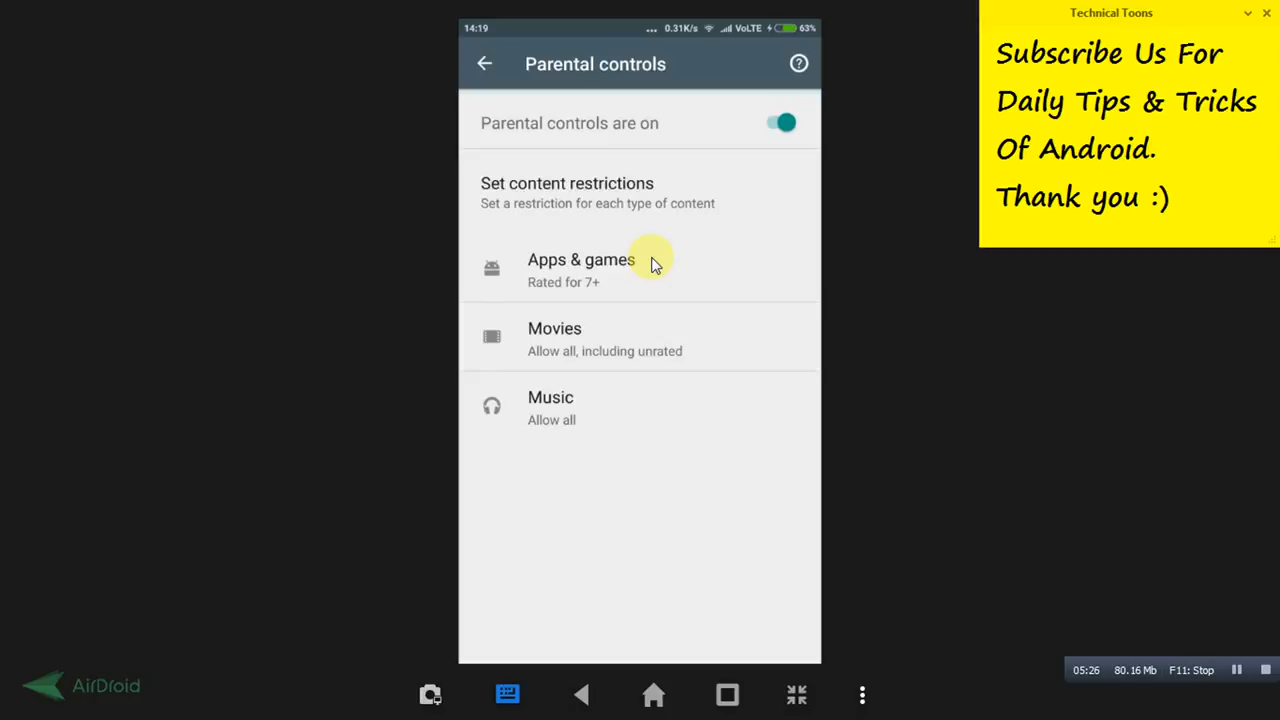 14:19
... 0.31K/s VoLTE 63%
Parental controls
Parental controls are on
Set content restrictions
Set a restriction for each type of content
Apps & games
Rated for 7+
Movies
Allow all, including unrated
Music
Allow all
Technical Toons
Subscribe Us For
Daily Tips & Tricks
Of Android.
Thank you :)
AirDroid
05:26 80.16 Mb F11: Stop